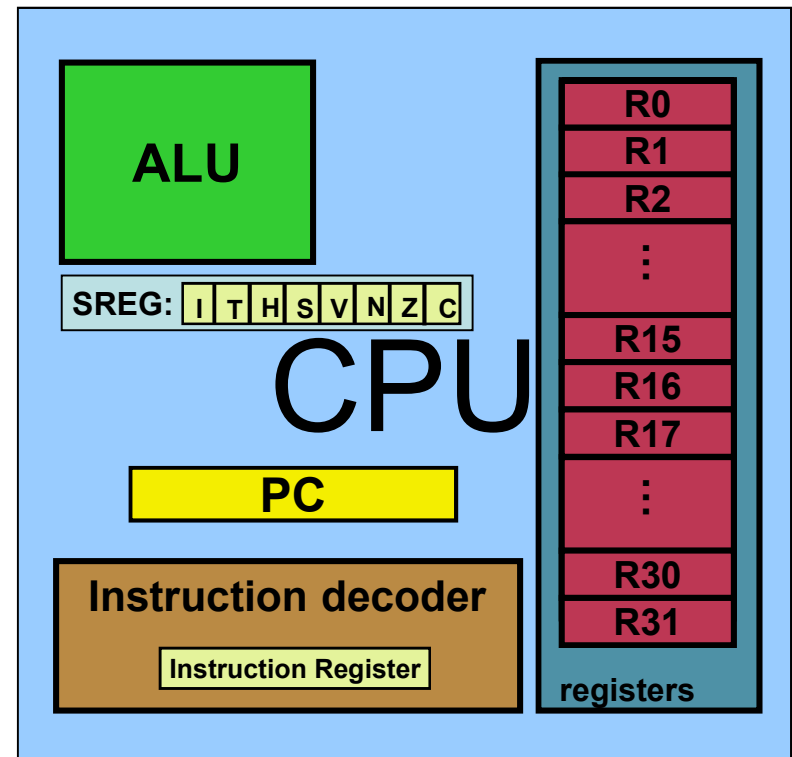 ALU
SREG: I T H S V N Z C
CPU
PC
Instruction decoder
Instruction Register
R0
R1
R2
⋮
R15
R16
R17
⋮
R30
R31
registers